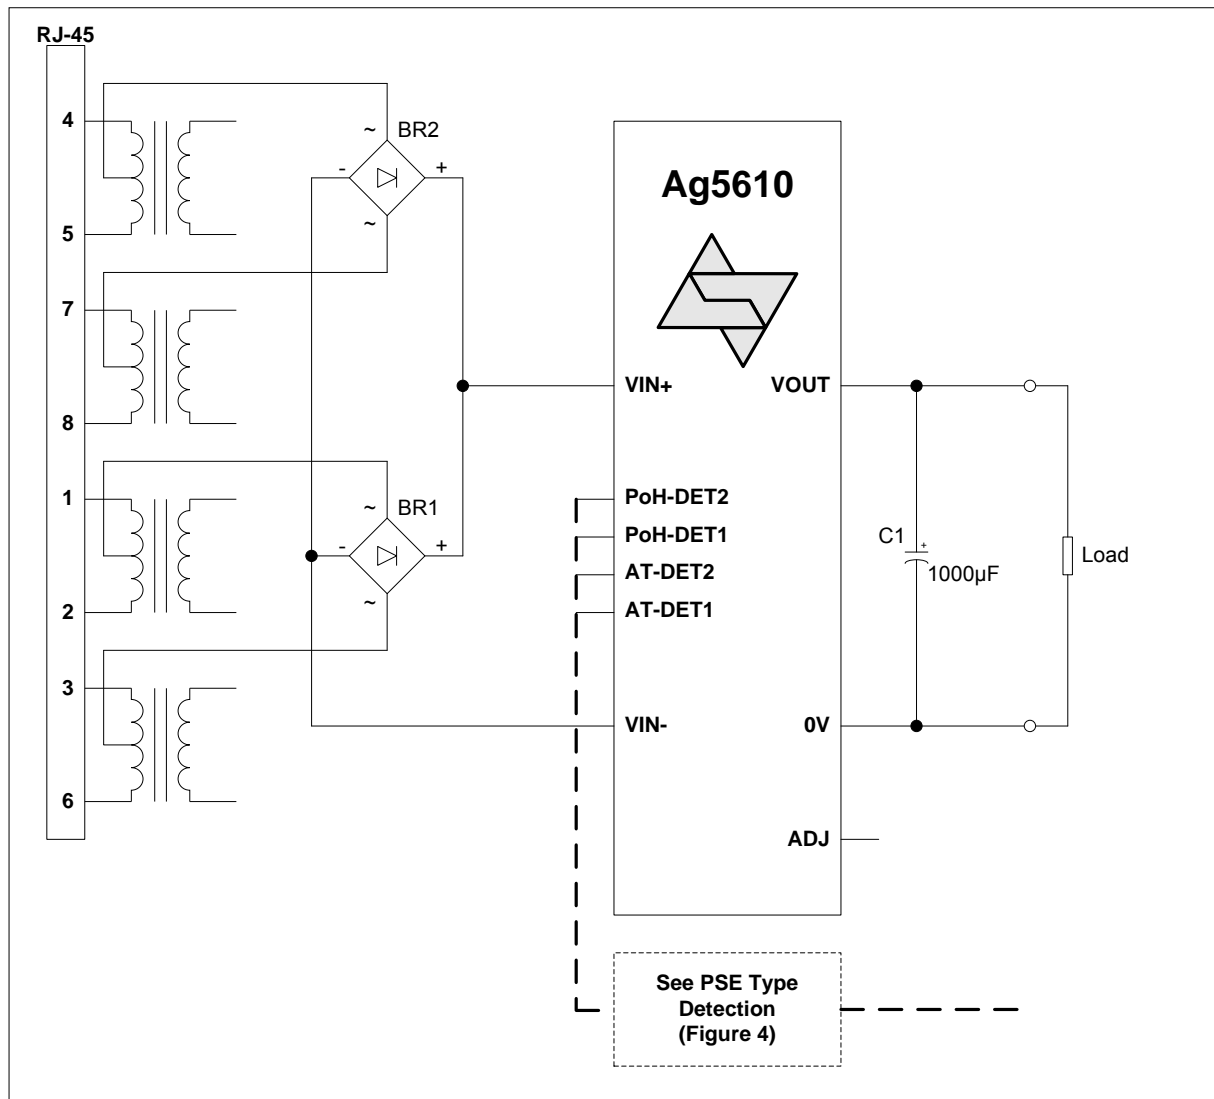 RJ-45
4
5
7
8
1
2
3
6
~
BR2
-
+
~
~
BR1
-
+
~
Ag5610
VIN+
VOUT
PoH-DET2
PoH-DET1
AT-DET2
AT-DET1
VIN-
0V
ADJ
C1
+
1000µF
Load
See PSE Type
Detection
(Figure 4)